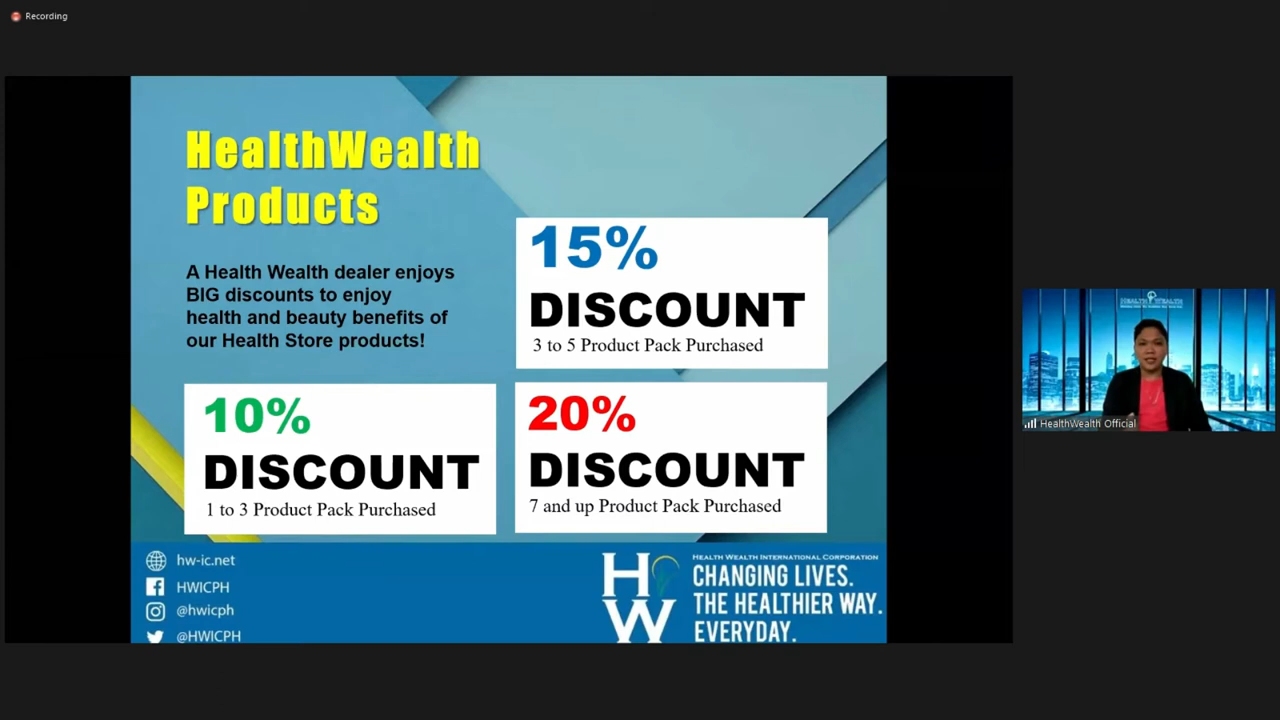 Recording
HealthWealth
Products
A Health Wealth dealer enjoys
BIG discounts to enjoy
health and beauty benefits of
our Health Store products!
15%
DISCOUNT
3 to 5 Product Pack Purchased
10%
DISCOUNT
1 to 3 Product Pack Purchased
20%
DISCOUNT
7 and up Product Pack Purchased
hw-ic.net
HWICPH
@hwicph
@HWICPH
HW
HEALTH WEALTH INTERNATIONAL CORPORATION
CHANGING LIVES.
THE HEALTHIER WAY.
EVERYDAY.
HEALTH WEALTH
HealthWealth Official